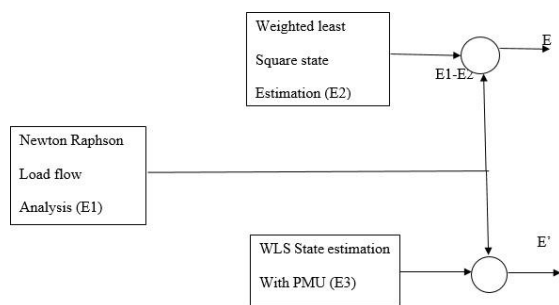 Weighted least
Square state
Estimation (E2)
E
E1-E2
Newton Raphson
Load flow
Analysis (E1)
WLS State estimation
With PMU (E3)
E'